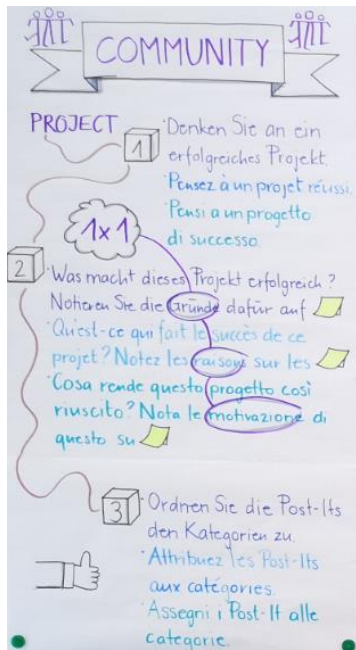 COMMUNITY
PROJECT
1
· Denken Sie an ein
erfolgreiches Projekt.
· Pensez à un projet réussi.
· Pensi a un progetto
di successo.
1x1
2
· Was macht dieses Projekt erfolgreich?
Notieren Sie die Gründe dafür auf
· Qu'est-ce qui fait le succès de ce
projet? Notez les raisons sur les
· Cosa rende questo progetto così
riuscito? Nota le motivazione di
questo su
3
· Ordnen Sie die Post-Its
den Kategorien zu.
· Attribuez les Post-Its
aux catégories.
· Assegni i Post-It alle
categorie.